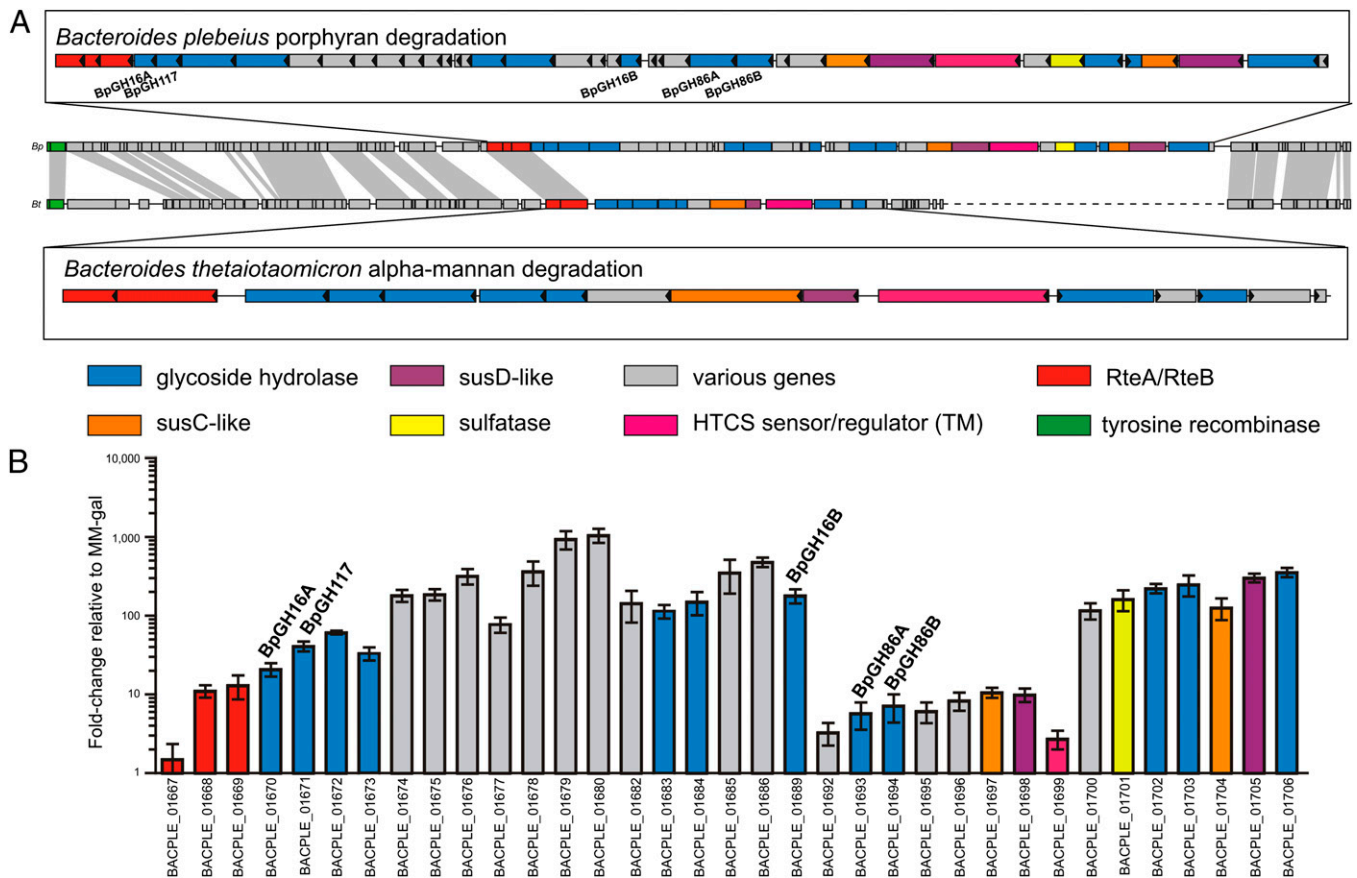 A
Bacteroides plebeius porphyran degradation
BpGH16A
BpGH117
BpGH16B
BpGH86A
BpGH86B
Bp
Bt
Bacteroides thetaiotaomicron alpha-mannan degradation
glycoside hydrolase
susD-like
various genes
RteA/RteB
susC-like
sulfatase
HTCS sensor/regulator (TM)
tyrosine recombinase
B
Fold-change relative to MM-gal
10,000
1,000
100
10
1
BpGH16A
BpGH117
BpGH16B
BpGH86A
BpGH86B
BACPLE_01667
BACPLE_01668
BACPLE_01669
BACPLE_01670
BACPLE_01671
BACPLE_01672
BACPLE_01673
BACPLE_01674
BACPLE_01675
BACPLE_01676
BACPLE_01677
BACPLE_01678
BACPLE_01679
BACPLE_01680
BACPLE_01682
BACPLE_01683
BACPLE_01684
BACPLE_01685
BACPLE_01686
BACPLE_01689
BACPLE_01692
BACPLE_01693
BACPLE_01694
BACPLE_01695
BACPLE_01696
BACPLE_01697
BACPLE_01698
BACPLE_01699
BACPLE_01700
BACPLE_01701
BACPLE_01702
BACPLE_01703
BACPLE_01704
BACPLE_01705
BACPLE_01706